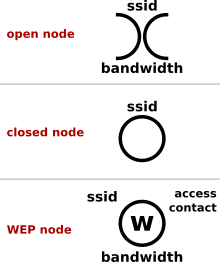 ssid
open node
bandwidth
ssid
closed node
ssid
access
contact
W
WEP node
bandwidth